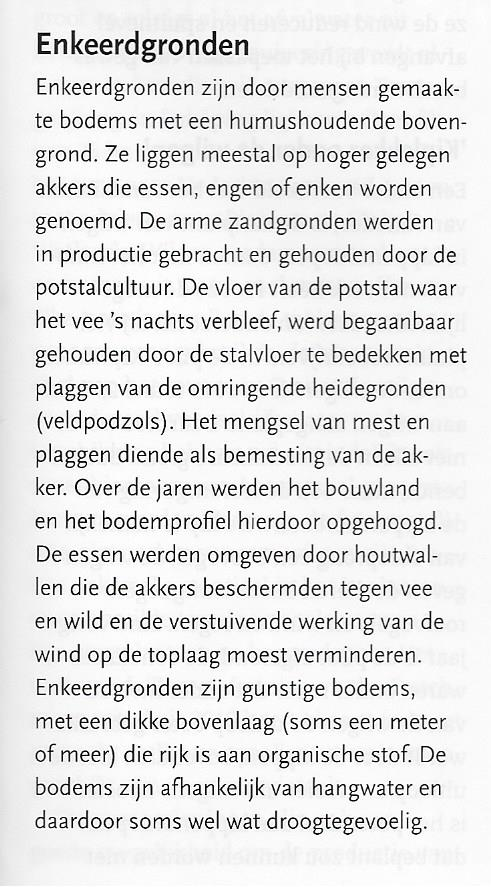 Enkeerdgronden
Enkeerdgronden zijn door mensen gemaak-
te bodems met een humushoudende boven-
grond. Ze liggen meestal op hoger gelegen
akkers die essen, engen of enken worden
genoemd. De arme zandgronden werden
in productie gebracht en gehouden door de
potstalcultuur. De vloer van de potstal waar
het vee 's nachts verbleef, werd begaanbaar
gehouden door de stalvloer te bedekken met
plaggen van de omringende heidegronden
(veldpodzols). Het mengsel van mest en
plaggen diende als bemesting van de ak-
ker. Over de jaren werden het bouwland
en het bodemprofiel hierdoor opgehoogd.
De essen werden omgeven door houtwal-
len die de akkers beschermden tegen vee
en wild en de verstuivende werking van de
wind op de toplaag moest verminderen.
Enkeerdgronden zijn gunstige bodems,
met een dikke bovenlaag (soms een meter
of meer) die rijk is aan organische stof. De
bodems zijn afhankelijk van hangwater en
daardoor soms wel wat droogtegevoelig.